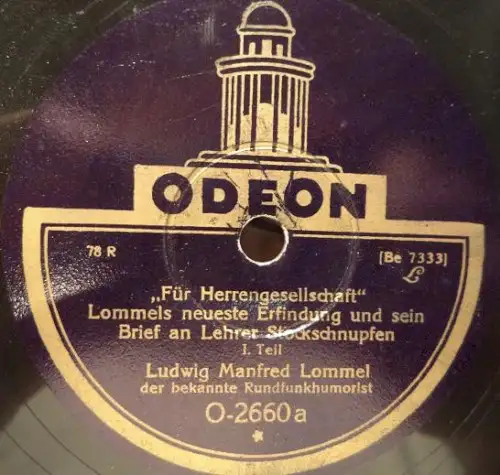 ODEON
78 R [Be 7333]
L
„Für Herrengesellschaft"
Lommels neueste Erfindung und sein
Brief an Lehrer Stockschnupfen
I. Teil
Ludwig Manfred Lommel
der bekannte Rundfunkhumorist
O-2660a